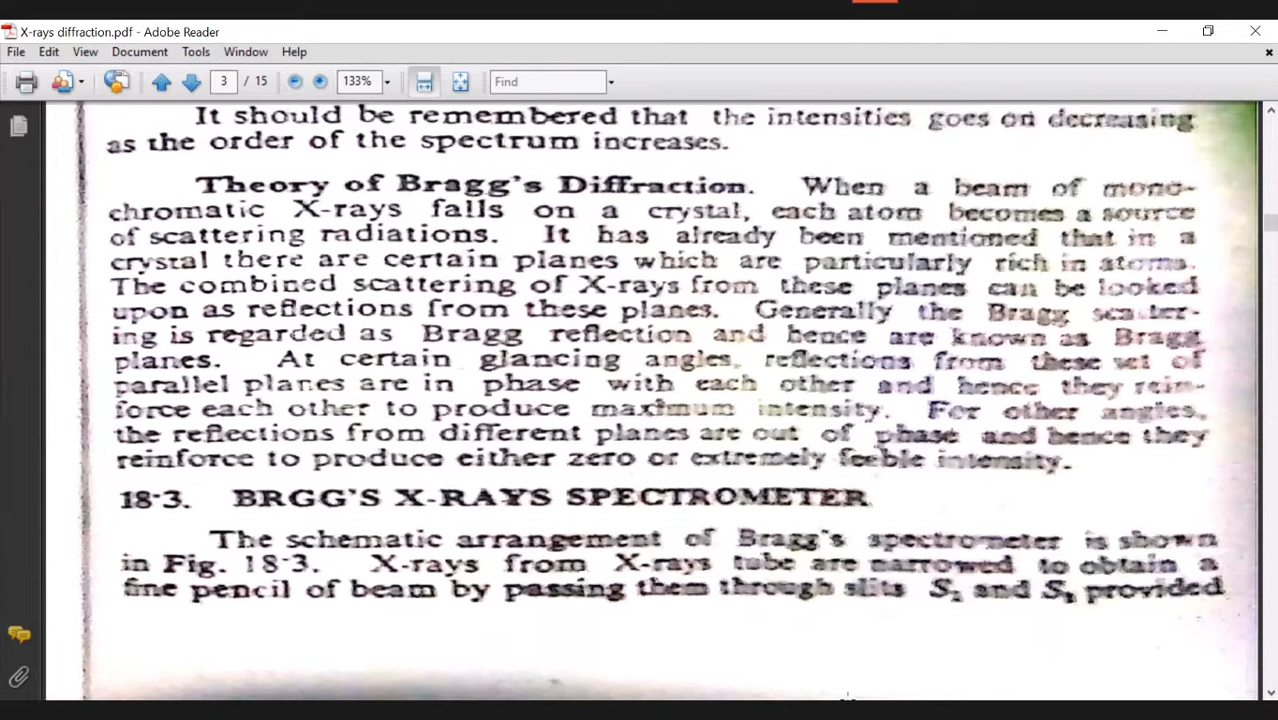 X-rays diffraction.pdf - Adobe Reader
File Edit View Document Tools Window Help
3 / 15 133% Find
It should be remembered that the intensities goes on decreasing
as the order of the spectrum increases.
Theory of Bragg's Diffraction. When a beam of mono-
chromatic X-rays falls on a crystal, each atom becomes a source
of scattering radiations. It has already been mentioned that in a
crystal there are certain planes which are particularly rich in atoms.
The combined scattering of X-rays from these planes can be looked
upon as reflections from these planes. Generally the Bragg scatter-
ing is regarded as Bragg reflection and hence are known as Bragg
planes. At certain glancing angles, reflections from these set of
parallel planes are in phase with each other and hence they rein-
force each other to produce maximum intensity. For other angles,
the reflections from different planes are out of phase and hence they
reinforce to produce either zero or extremely feeble intensity.
18·3. BRGG'S X-RAYS SPECTROMETER
The schematic arrangement of Bragg's spectrometer is shown
in Fig. 18·3. X-rays from X-rays tube are narrowed to obtain a
fine pencil of beam by passing them through slits S₁ and S₂ provided